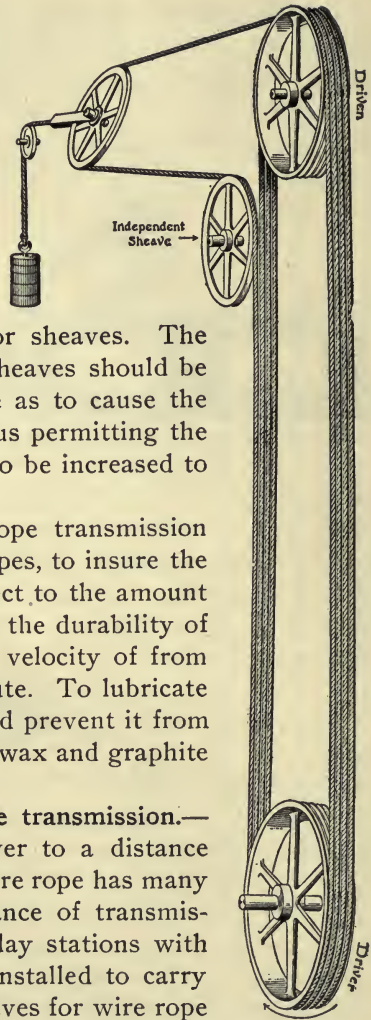 Driven
Independent
Sheave
or sheaves. The
heaves should be
as to cause the
us permitting the
o be increased to
ope transmission
pes, to insure the
ct to the amount
the durability of
velocity of from
ute. To lubricate
d prevent it from
wax and graphite
e transmission.—
ver to a distance
ire rope has many
ance of transmis-
lay stations with
nstalled to carry
ves for wire rope
Driver